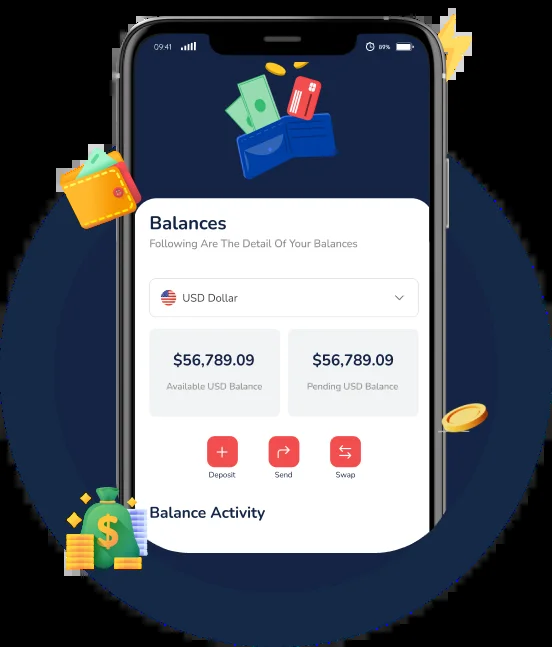 09:41 89%
Balances
Following Are The Detail Of Your Balances
USD Dollar
$56,789.09 $56,789.09
Available USD Balance Pending USD Balance
Deposit Send Swap
Balance Activity
$